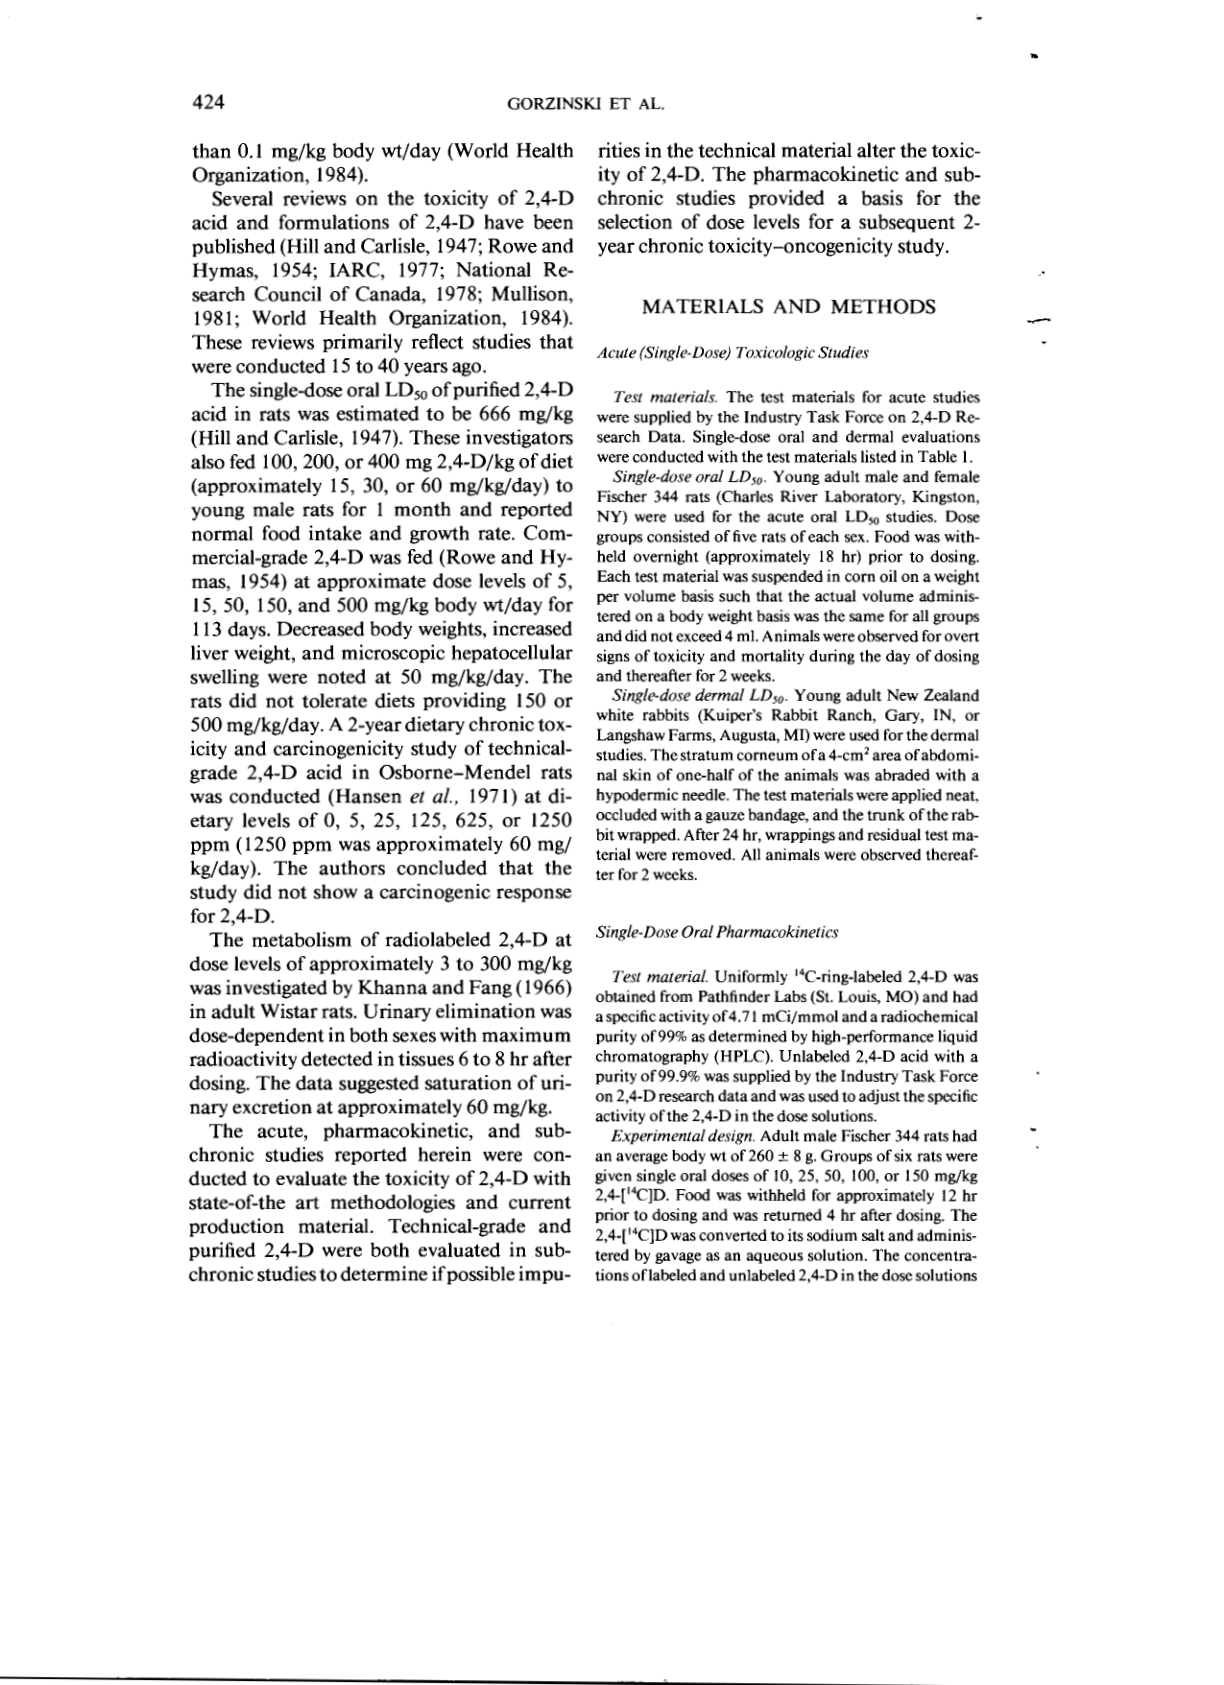 424
GORZINSKI ET AL.
than 0.1 mg/kg body wt/day (World Health
Organization, 1984).
Several reviews on the toxicity of 2,4-D
acid and formulations of 2,4-D have been
published (Hill and Carlisle, 1947; Rowe and
Hymas, 1954; IARC, 1977; National Re-
search Council of Canada, 1978; Mullison,
1981; World Health Organization, 1984).
These reviews primarily reflect studies that
were conducted 15 to 40 years ago.
The single-dose oral LD50 of purified 2,4-D
acid in rats was estimated to be 666 mg/kg
(Hill and Carlisle, 1947). These investigators
also fed 100, 200, or 400 mg 2,4-D/kg of diet
(approximately 15, 30, or 60 mg/kg/day) to
young male rats for 1 month and reported
normal food intake and growth rate. Com-
mercial-grade 2,4-D was fed (Rowe and Hy-
mas, 1954) at approximate dose levels of 5,
15, 50, 150, and 500 mg/kg body wt/day for
113 days. Decreased body weights, increased
liver weight, and microscopic hepatocellular
swelling were noted at 50 mg/kg/day. The
rats did not tolerate diets providing 150 or
500 mg/kg/day. A 2-year dietary chronic tox-
icity and carcinogenicity study of technical-
grade 2,4-D acid in Osborne–Mendel rats
was conducted (Hansen et al., 1971) at di-
etary levels of 0, 5, 25, 125, 625, or 1250
ppm (1250 ppm was approximately 60 mg/
kg/day). The authors concluded that the
study did not show a carcinogenic response
for 2,4-D.
The metabolism of radiolabeled 2,4-D at
dose levels of approximately 3 to 300 mg/kg
was investigated by Khanna and Fang (1966)
in adult Wistar rats. Urinary elimination was
dose-dependent in both sexes with maximum
radioactivity detected in tissues 6 to 8 hr after
dosing. The data suggested saturation of uri-
nary excretion at approximately 60 mg/kg.
The acute, pharmacokinetic, and sub-
chronic studies reported herein were con-
ducted to evaluate the toxicity of 2,4-D with
state-of-the art methodologies and current
production material. Technical-grade and
purified 2,4-D were both evaluated in sub-
chronic studies to determine if possible impu-
rities in the technical material alter the toxic-
ity of 2,4-D. The pharmacokinetic and sub-
chronic studies provided a basis for the
selection of dose levels for a subsequent 2-
year chronic toxicity–oncogenicity study.
MATERIALS AND METHODS
Acute (Single-Dose) Toxicologic Studies
Test materials. The test materials for acute studies
were supplied by the Industry Task Force on 2,4-D Re-
search Data. Single-dose oral and dermal evaluations
were conducted with the test materials listed in Table 1.
Single-dose oral LD50. Young adult male and female
Fischer 344 rats (Charles River Laboratory, Kingston,
NY) were used for the acute oral LD50 studies. Dose
groups consisted of five rats of each sex. Food was with-
held overnight (approximately 18 hr) prior to dosing.
Each test material was suspended in corn oil on a weight
per volume basis such that the actual volume adminis-
tered on a body weight basis was the same for all groups
and did not exceed 4 ml. Animals were observed for overt
signs of toxicity and mortality during the day of dosing
and thereafter for 2 weeks.
Single-dose dermal LD50. Young adult New Zealand
white rabbits (Kuiper's Rabbit Ranch, Gary, IN, or
Langshaw Farms, Augusta, MI) were used for the dermal
studies. The stratum corneum of a 4-cm² area of abdomi-
nal skin of one-half of the animals was abraded with a
hypodermic needle. The test materials were applied neat,
occluded with a gauze bandage, and the trunk of the rab-
bit wrapped. After 24 hr, wrappings and residual test ma-
terial were removed. All animals were observed thereaf-
ter for 2 weeks.
Single-Dose Oral Pharmacokinetics
Test material. Uniformly ¹⁴C-ring-labeled 2,4-D was
obtained from Pathfinder Labs (St. Louis, MO) and had
a specific activity of 4.71 mCi/mmol and a radiochemical
purity of 99% as determined by high-performance liquid
chromatography (HPLC). Unlabeled 2,4-D acid with a
purity of 99.9% was supplied by the Industry Task Force
on 2,4-D research data and was used to adjust the specific
activity of the 2,4-D in the dose solutions.
Experimental design. Adult male Fischer 344 rats had
an average body wt of 260 ± 8 g. Groups of six rats were
given single oral doses of 10, 25, 50, 100, or 150 mg/kg
2,4-[¹⁴C]D. Food was withheld for approximately 12 hr
prior to dosing and was returned 4 hr after dosing. The
2,4-[¹⁴C]D was converted to its sodium salt and adminis-
tered by gavage as an aqueous solution. The concentra-
tions of labeled and unlabeled 2,4-D in the dose solutions